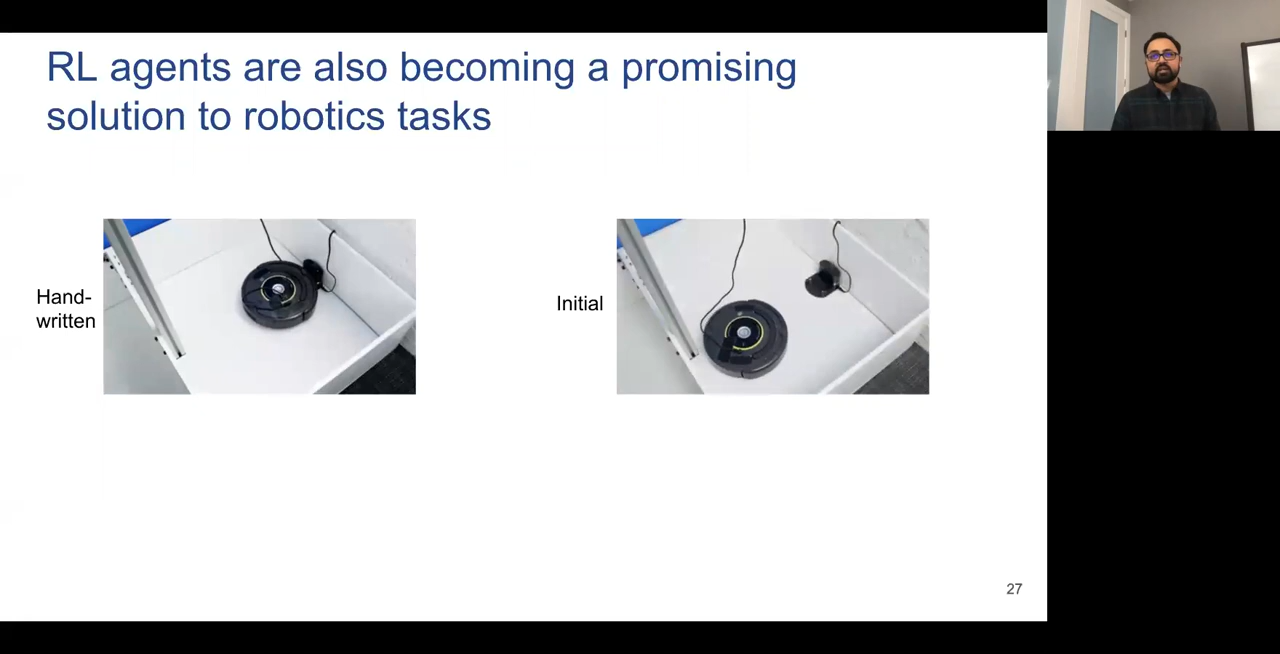 RL agents are also becoming a promising
solution to robotics tasks
Hand-
written
Initial
27